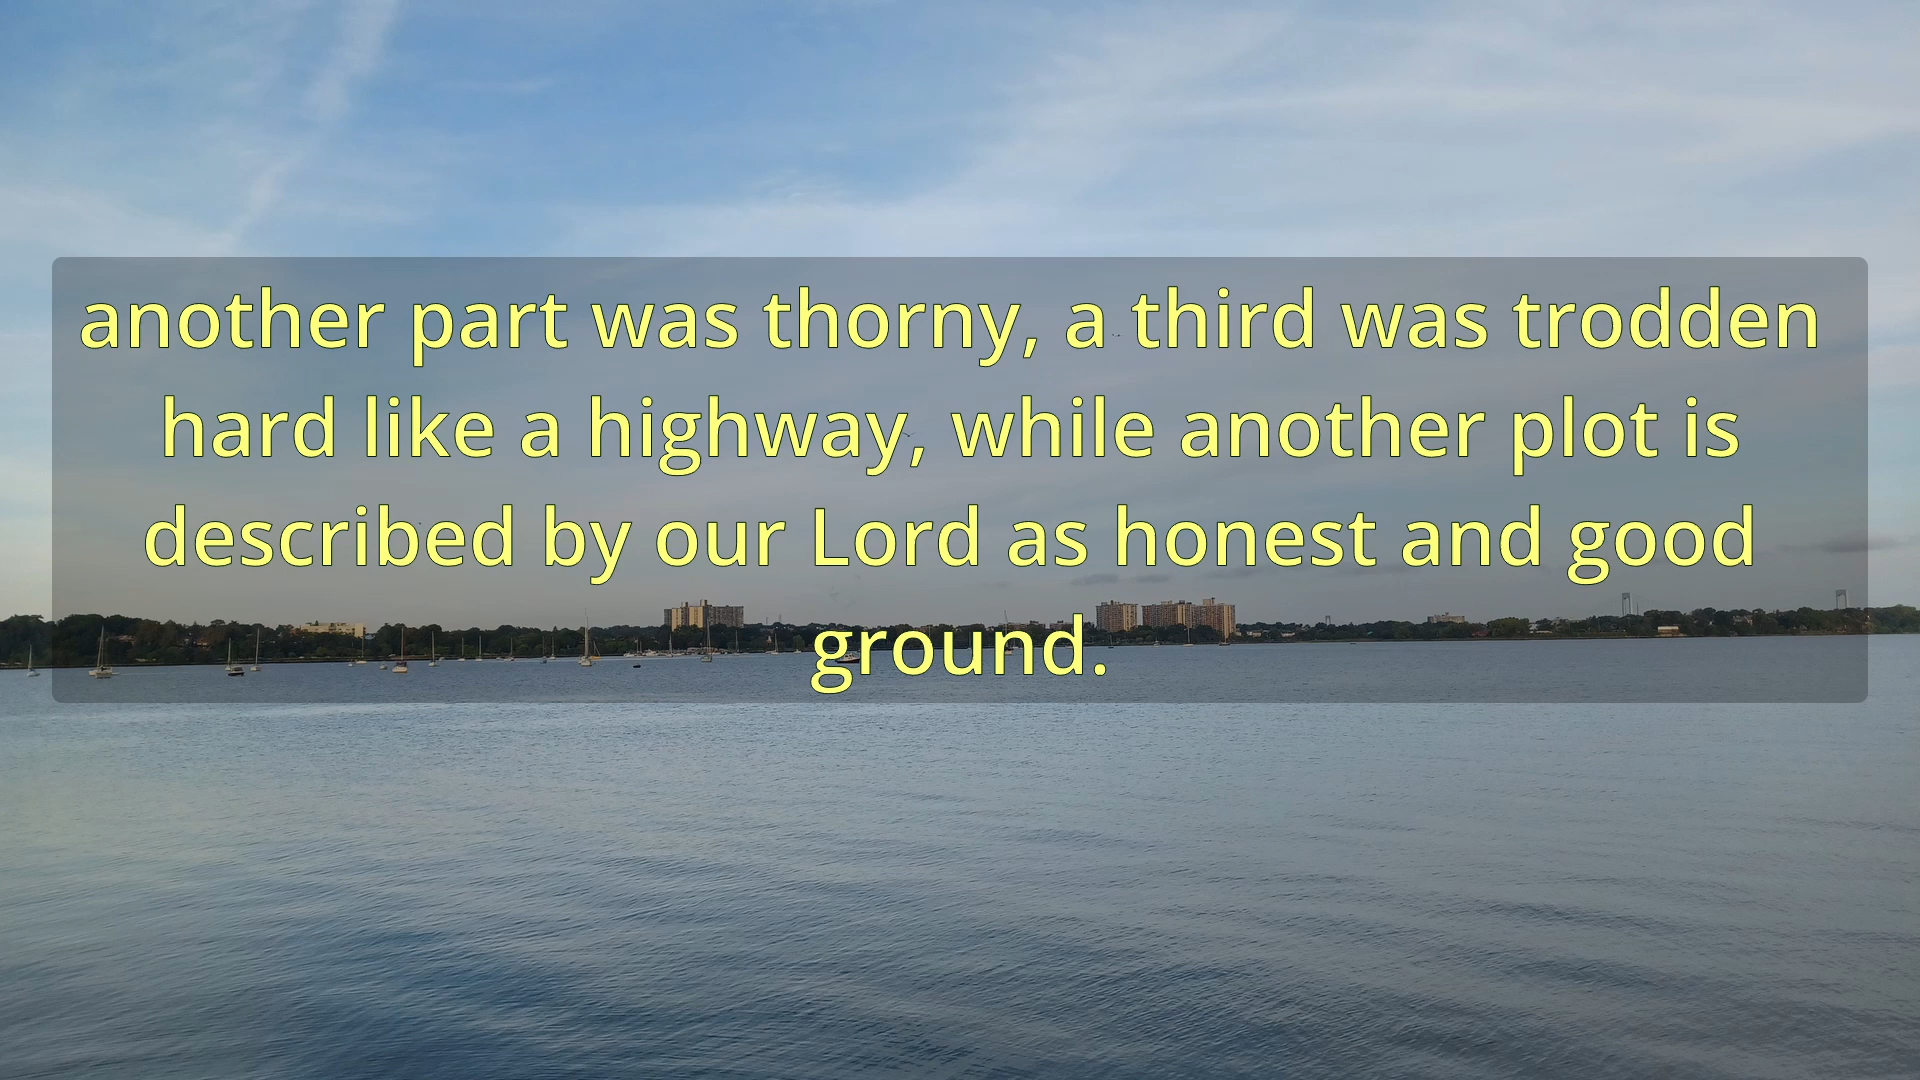 another part was thorny, a third was trodden
hard like a highway, while another plot is
described by our Lord as honest and good
ground.